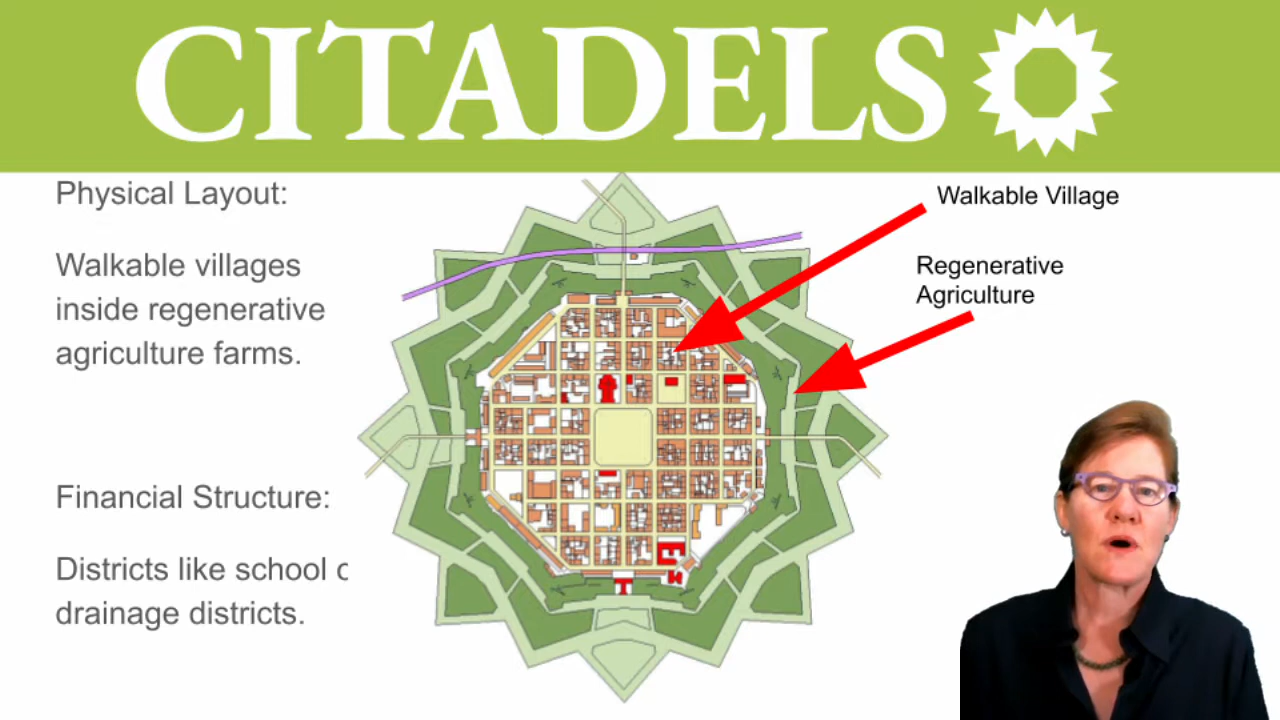 CITADELS
Physical Layout:
Walkable villages
inside regenerative
agriculture farms.
Financial Structure:
Districts like school
drainage districts.
Walkable Village
Regenerative
Agriculture